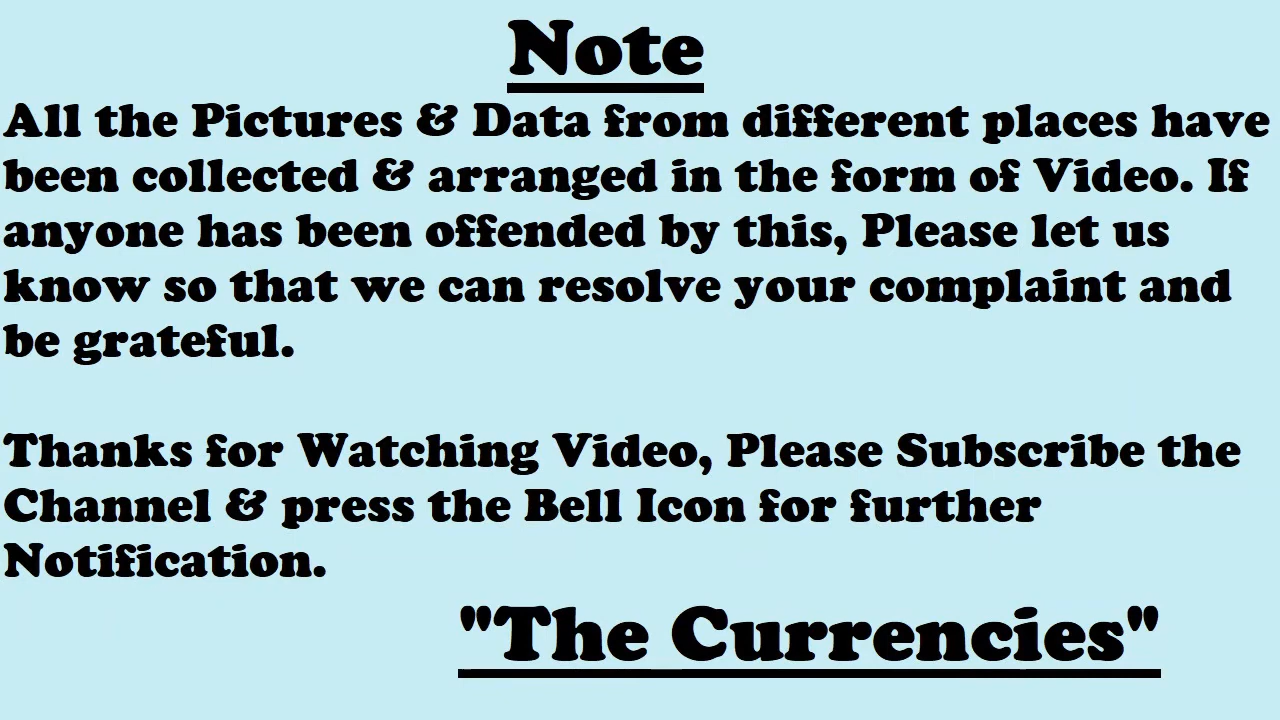 Note
All the Pictures & Data from different places have
been collected & arranged in the form of Video. If
anyone has been offended by this, Please let us
know so that we can resolve your complaint and
be grateful.
Thanks for Watching Video, Please Subscribe the
Channel & press the Bell Icon for further
Notification.
"The Currencies"